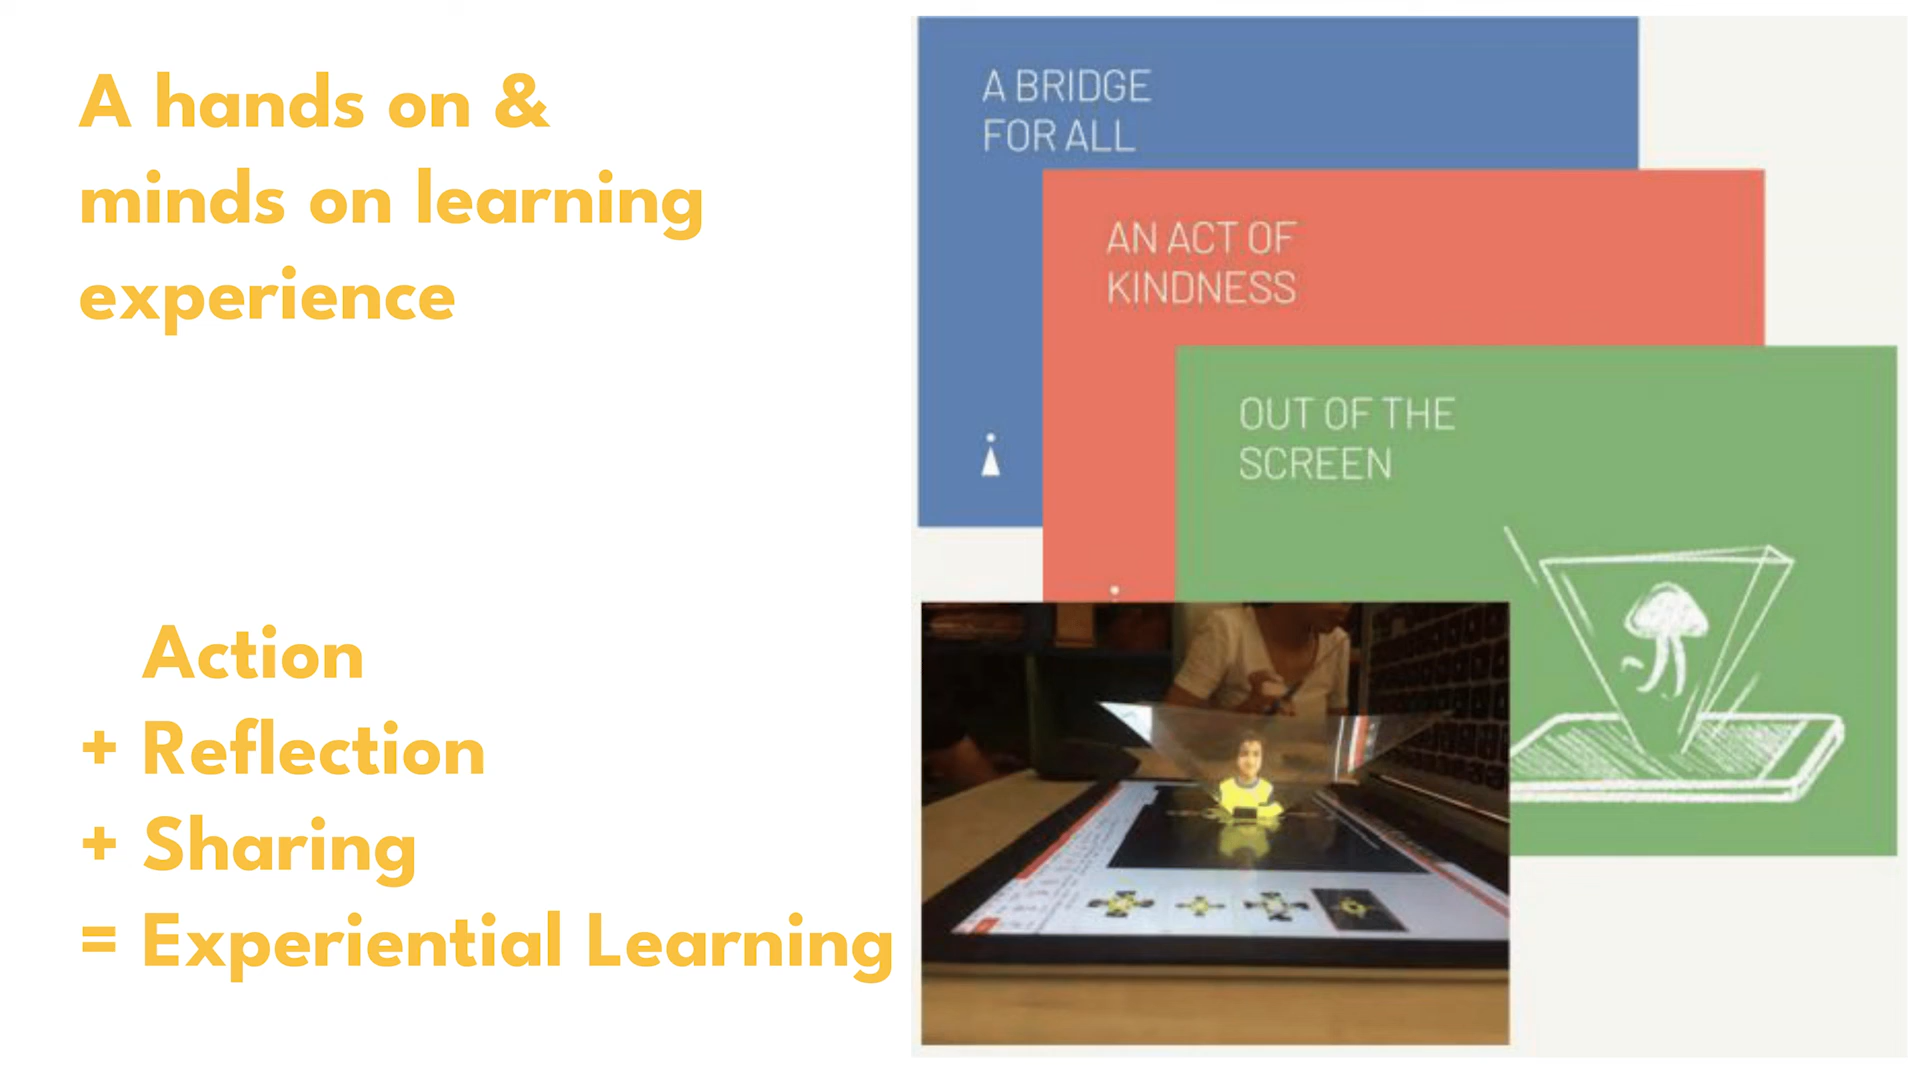 A hands on &
minds on learning
experience
Action
+ Reflection
+ Sharing
= Experiential Learning
A BRIDGE
FOR ALL
AN ACT OF
KINDNESS
OUT OF THE
SCREEN